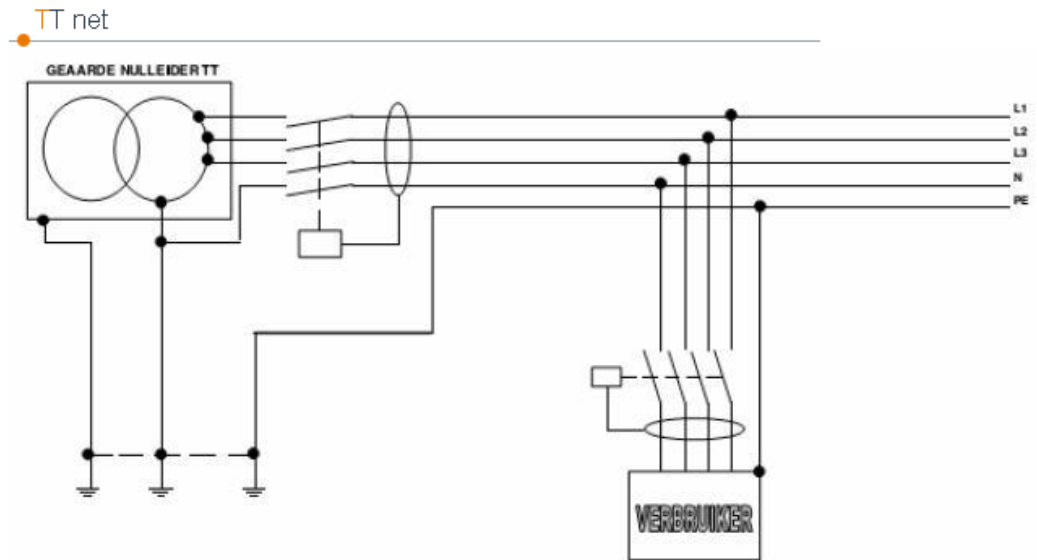 TT net
GEAARDE NULLEIDER TT
L1
L2
L3
N
PE
VERBRUIKER